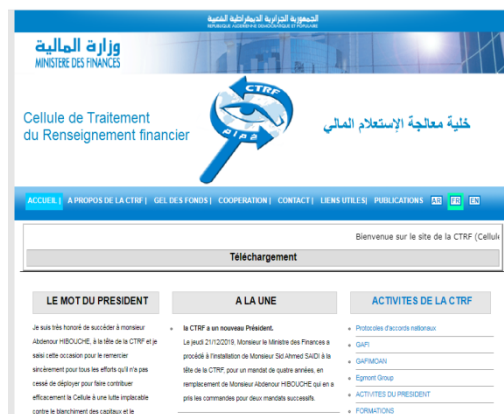 الجمهورية الجزائرية الديمقراطية الشعبية
REPUBLIQUE ALGERIENNE DEMOCRATIQUE ET POPULAIRE
وزارة المالية
MINISTERE DES FINANCES
CTRF
Cellule de Traitement
du Renseignement financier
خلية معالجة الإستعلام المالي
ACCUEIL | A PROPOS DE LA CTRF | GEL DES FONDS | COOPERATION | CONTACT | LIENS UTILES| PUBLICATIONS AR FR EN
Bienvenue sur le site de la CTRF (Cellule
Téléchargement
LE MOT DU PRESIDENT
Je suis très honoré de succéder à monsieur
Abdenour HIBOUCHE, à la tête de la CTRF et je
saisi cette occasion pour le remercier
sincèrement pour tous les efforts qu'il n'a pas
cessé de déployer pour faire contribuer
efficacement la Cellule à une lutte implacable
contre le blanchiment des capitaux et le
A LA UNE
la CTRF a un nouveau Président.
Le jeudi 21/12/2019, Monsieur le Ministre des Finances a
procédé à l'installation de Monsieur Sid Ahmed SAIDI à la
tête de la CTRF, pour un mandat de quatre années, en
remplacement de Monsieur Abdenour HIBOUCHE qui en a
pris les commandes pour deux mandats successifs.
ACTIVITES DE LA CTRF
Protocoles d'accords nationaux
GAFI
GAFIMOAN
Egmont Group
ACTIVITES DU PRESIDENT
FORMATIONS